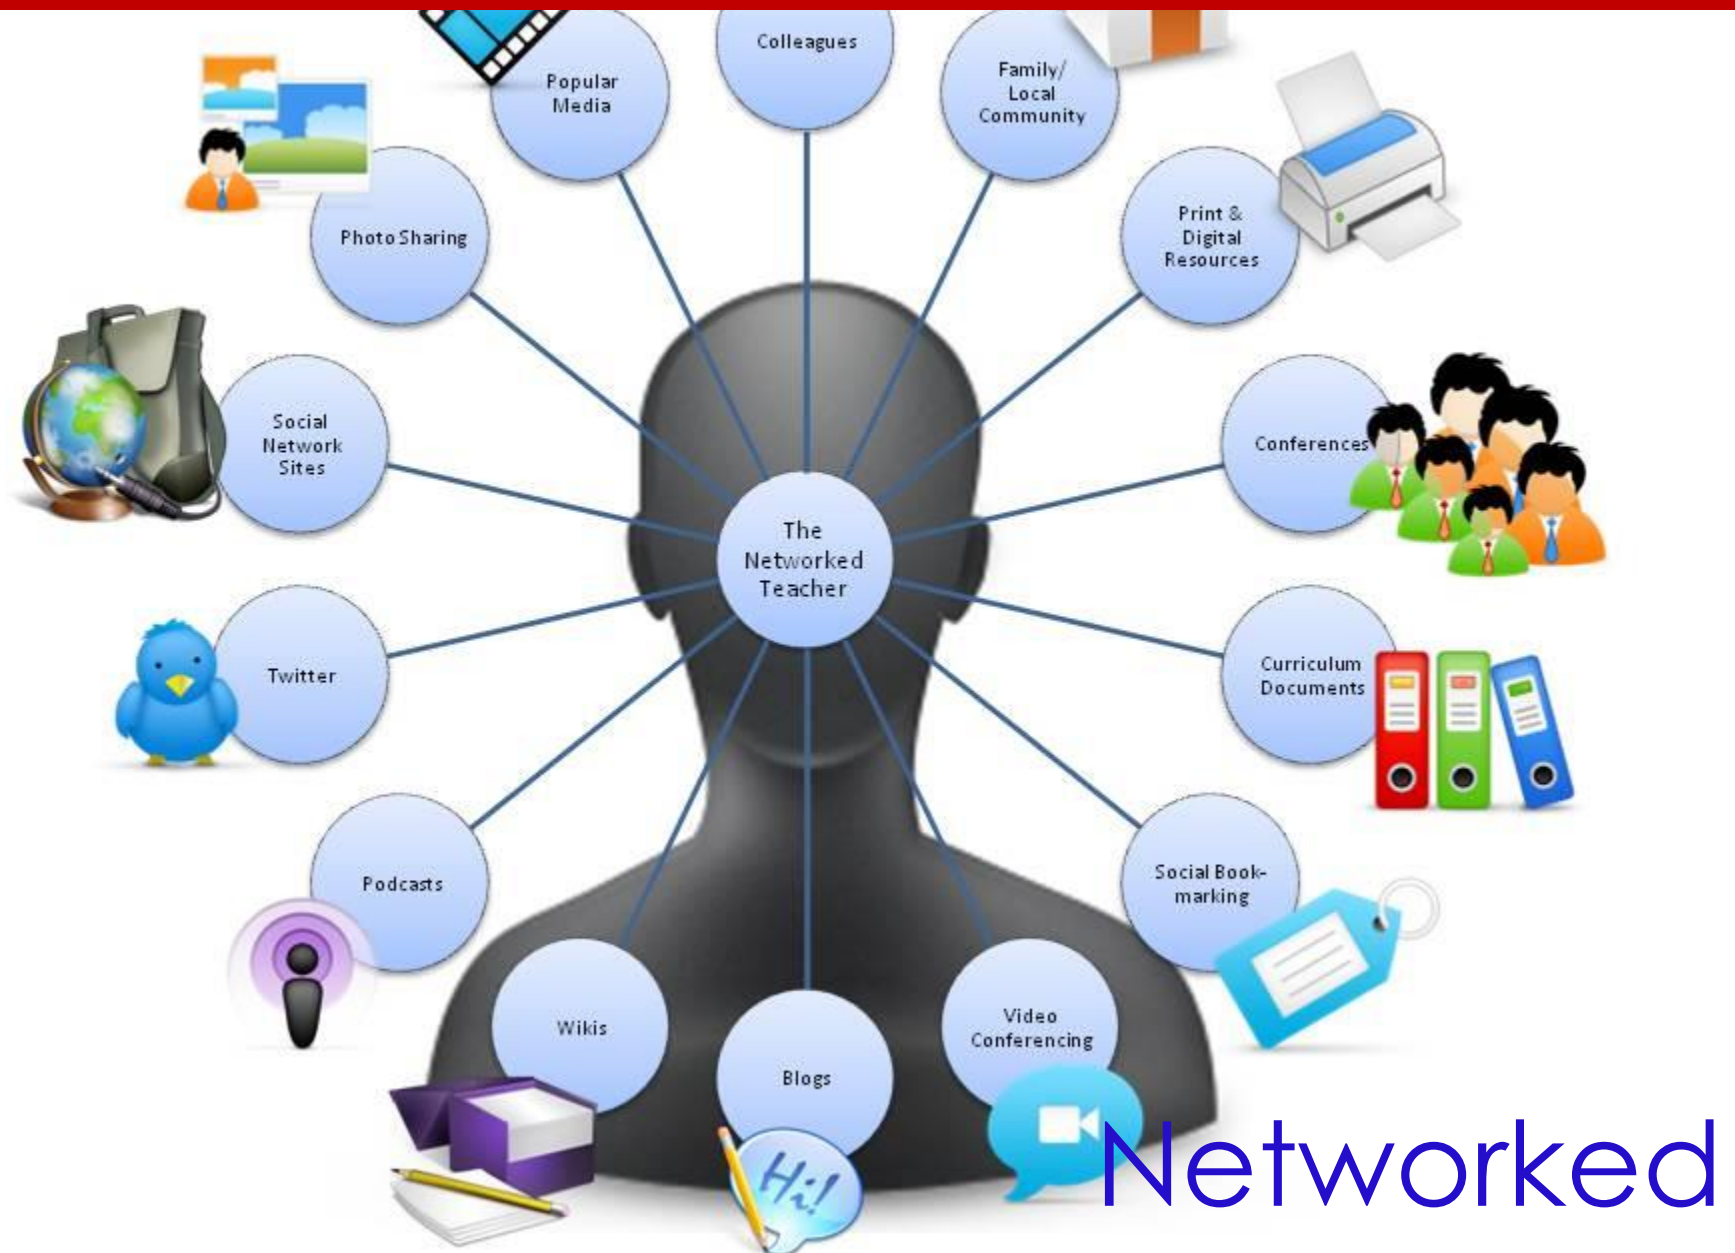 Colleagues
Popular
Media
Family/
Local
Community
Photo Sharing
Print &
Digital
Resources
Social
Network
Sites
Conferences
The
Networked
Teacher
Twitter
Curriculum
Documents
Podcasts
Social Book-
marking
Wikis
Blogs
Video
Conferencing
Hi!
Networked